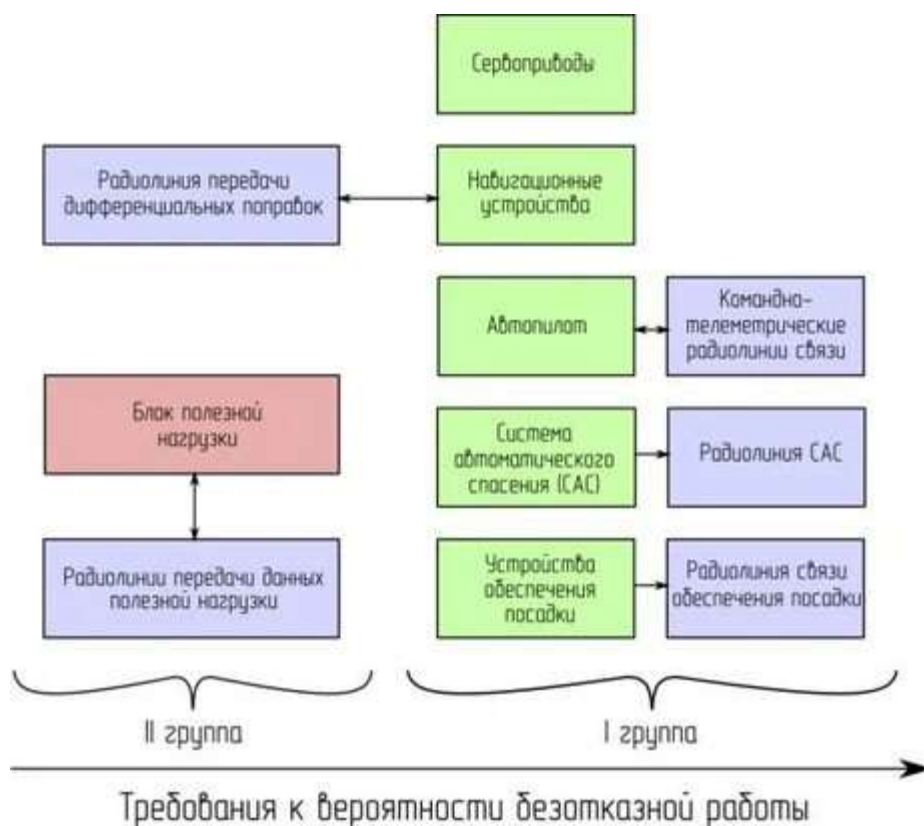 Сервоприводы
Радиолиния передачи
дифференциальных поправок
Навигационные
устройства
Автопилот
Командно-
телеметрические
радиолинии связи
Блок полезной
нагрузки
Система
автоматического
спасения (САС)
Радиолиния САС
Радиолинии передачи данных
полезной нагрузки
Устройства
обеспечения
посадки
Радиолиния связи
обеспечения посадки
II группа
I группа
Требования к вероятности безотказной работы